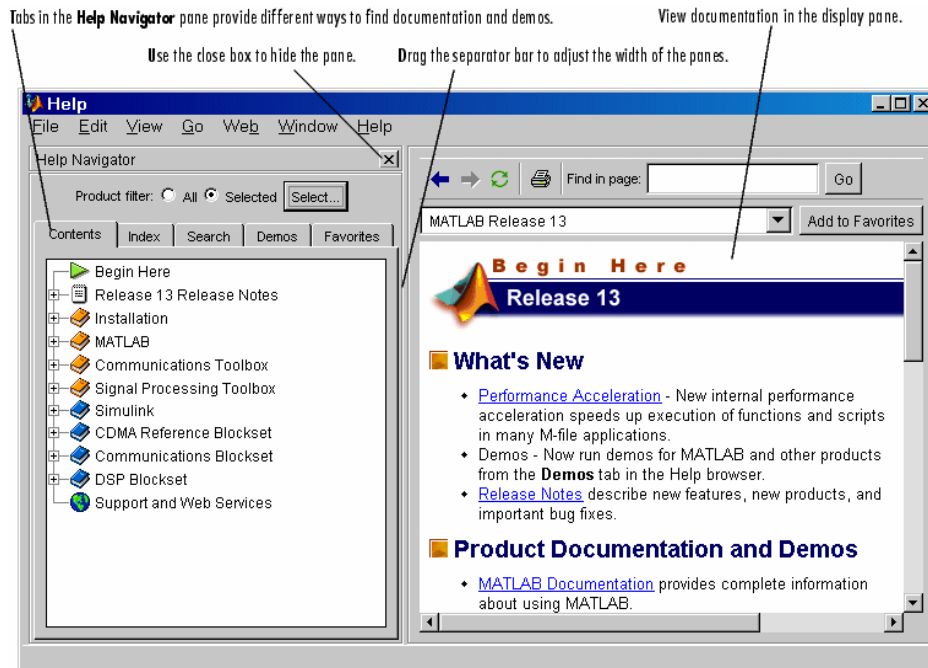 Tabs in the Help Navigator pane provide different ways to find documentation and demos.
View documentation in the display pane.
Use the close box to hide the pane.
Drag the separator bar to adjust the width of the panes.
Help
File Edit View Go Web Window Help
Help Navigator
Product filter: All Selected Select...
Contents Index Search Demos Favorites
Begin Here
Release 13 Release Notes
Installation
MATLAB
Communications Toolbox
Signal Processing Toolbox
Simulink
CDMA Reference Blockset
Communications Blockset
DSP Blockset
Support and Web Services
Find in page: Go
MATLAB Release 13 Add to Favorites
Begin Here
Release 13
What's New
Performance Acceleration - New internal performance
acceleration speeds up execution of functions and scripts
in many M-file applications.
Demos - Now run demos for MATLAB and other products
from the Demos tab in the Help browser.
Release Notes describe new features, new products, and
important bug fixes.
Product Documentation and Demos
MATLAB Documentation provides complete information
about using MATLAB.